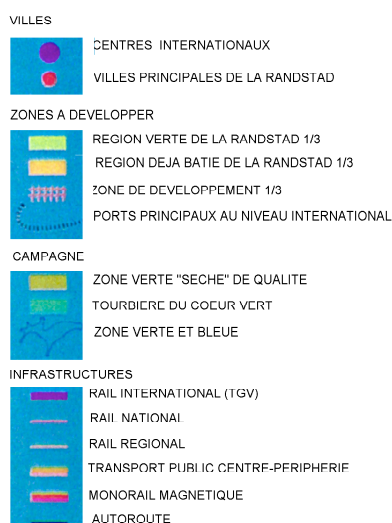 VILLES
CENTRES INTERNATIONAUX
VILLES PRINCIPALES DE LA RANDSTAD
ZONES A DEVELOPPER
REGION VERTE DE LA RANDSTAD 1/3
REGION DEJA BATIE DE LA RANDSTAD 1/3
ZONE DE DEVELOPPEMENT 1/3
PORTS PRINCIPAUX AU NIVEAU INTERNATIONAL
CAMPAGNE
ZONE VERTE "SECHE" DE QUALITE
TOURBIERE DU COEUR VERT
ZONE VERTE ET BLEUE
INFRASTRUCTURES
RAIL INTERNATIONAL (TGV)
RAIL NATIONAL
RAIL REGIONAL
TRANSPORT PUBLIC CENTRE-PERIPHERIE
MONORAIL MAGNETIQUE
AUTOROUTE